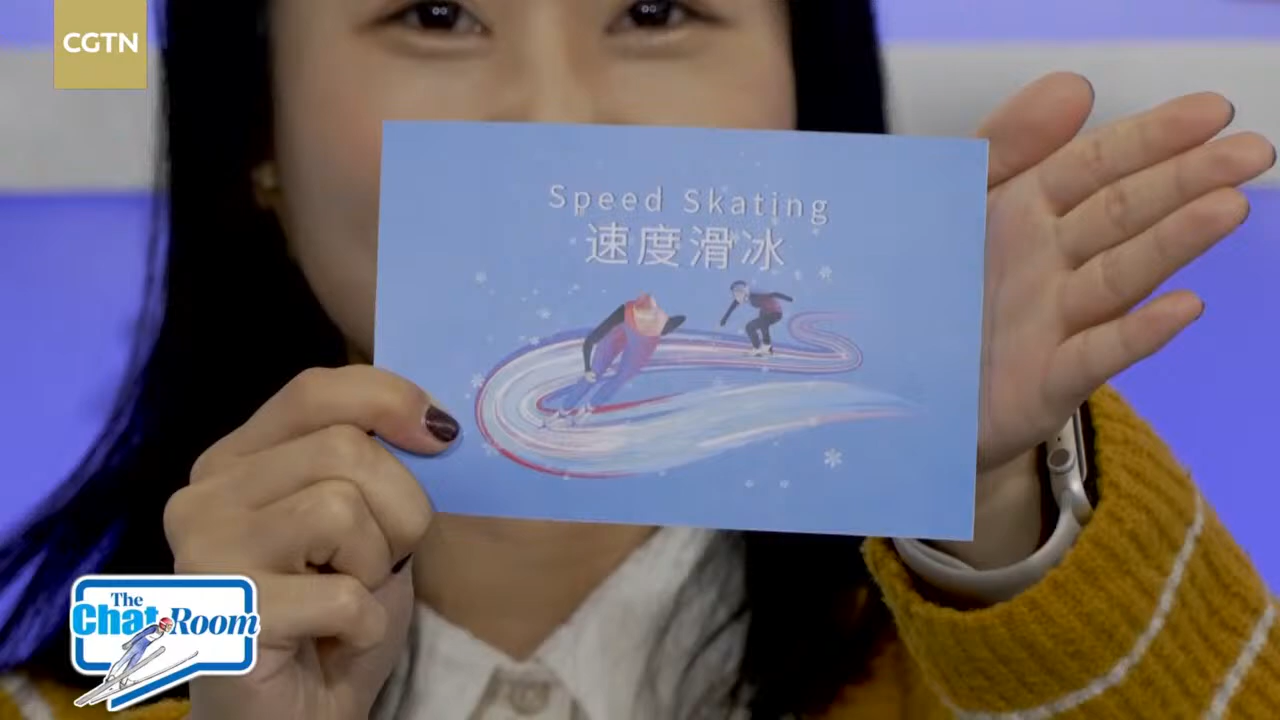 CGTN
Speed Skating
速度滑冰
The
Chat Room